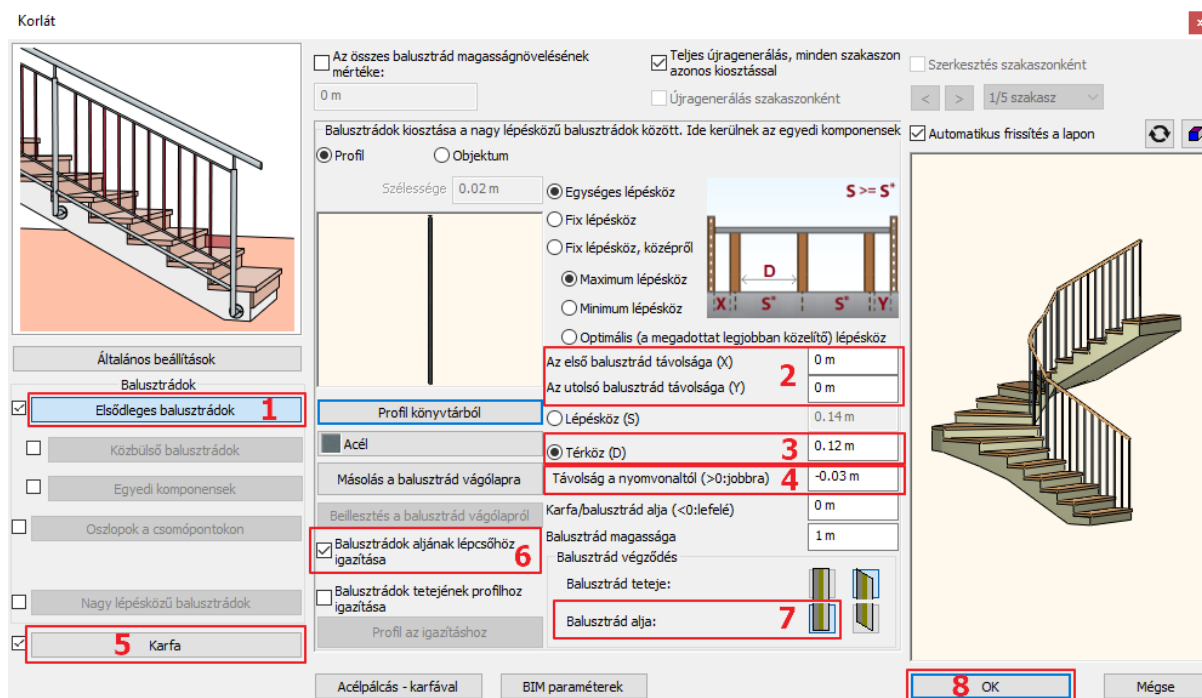 Korlát
Az összes balusztrád magasságnövelésének
mértéke:
0 m
Teljes újragenerálás, minden szakaszon
azonos kiosztással
Újragenerálás szakaszonként
Szerkesztés szakaszonként
<
>
1/5 szakasz
Automatikus frissítés a lapon
Balusztrádok kiosztása a nagy lépésközű balusztrádok között. Ide kerülnek az egyedi komponensek
Profil
Objektum
Szélessége
0.02 m
Egységes lépésköz
Fix lépésköz
Fix lépésköz, középről
Maximum lépésköz
Minimum lépésköz
Optimális (a megadottat legjobban közelítő) lépésköz
S >= S*
D
X
S*
S*
Y
Általános beállítások
Balusztrádok
Elsődleges balusztrádok
1
Közbülső balusztrádok
Egyedi komponensek
Oszlopok a csomópontokon
Nagy lépésközű balusztrádok
5
Karfa
Profil könyvtárból
Acél
Másolás a balusztrád vágólapra
Beillesztés a balusztrád vágólapról
Balusztrádok aljának lépcsőhöz
igazítása
6
Balusztrádok tetejének profilhoz
igazítása
Profil az igazításhoz
Az első balusztrád távolsága (X)
0 m
2
Az utolsó balusztrád távolsága (Y)
0 m
Lépésköz (S)
0.14 m
Térköz (D)
3
0.12 m
Távolság a nyomvonaltól (>0:jobbra)
4
-0.03 m
Karfa/balusztrád alja (<0:lefelé)
0 m
Balusztrád magassága
1 m
Balusztrád végződés
Balusztrád teteje:
Balusztrád alja:
7
Acélpálcás - karfával
BIM paraméterek
8
OK
Mégse